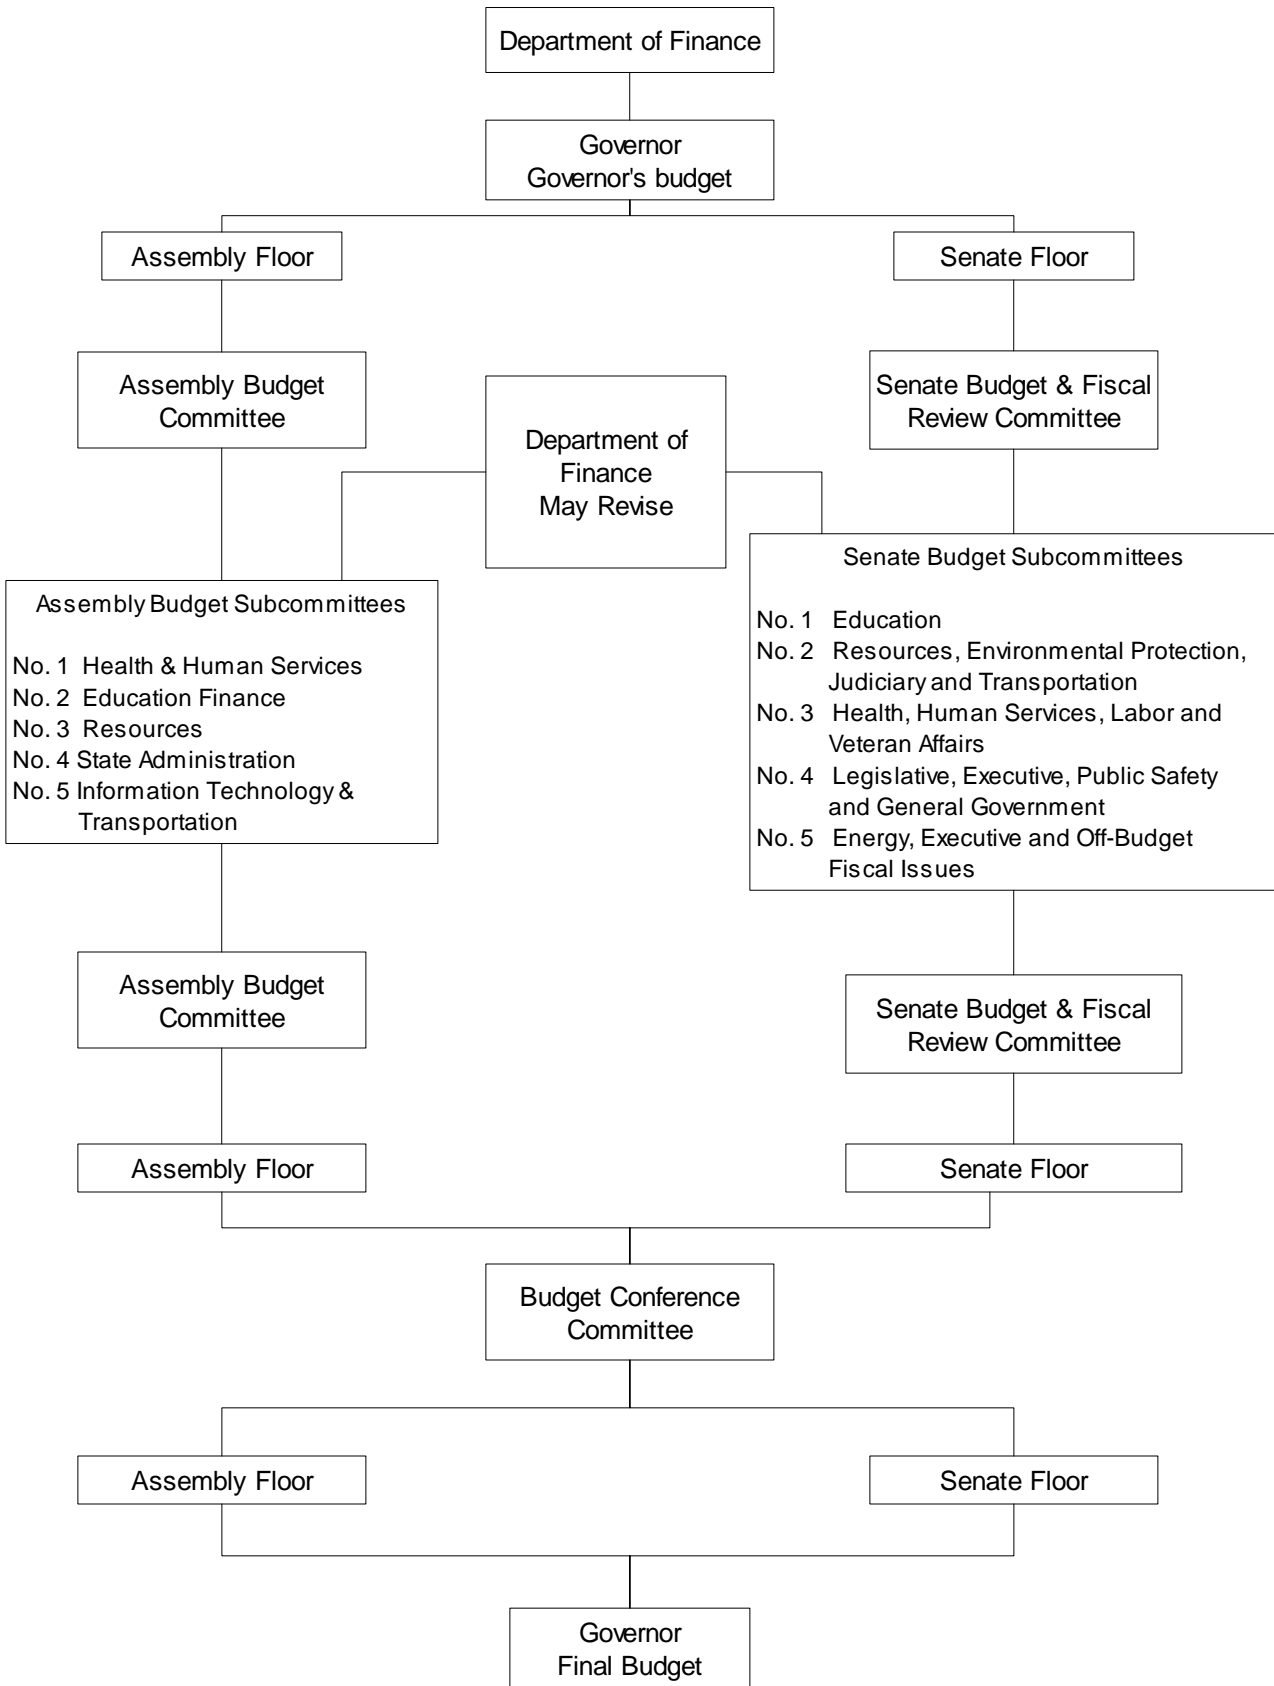 Department of Finance
Governor
Governor's budget
Assembly Floor
Senate Floor
Assembly Budget
Committee
Department of
Finance
May Revise
Senate Budget & Fiscal
Review Committee
Assembly Budget Subcommittees
No. 1 Health & Human Services
No. 2 Education Finance
No. 3 Resources
No. 4 State Administration
No. 5 Information Technology &
Transportation
Senate Budget Subcommittees
No. 1 Education
No. 2 Resources, Environmental Protection,
Judiciary and Transportation
No. 3 Health, Human Services, Labor and
Veteran Affairs
No. 4 Legislative, Executive, Public Safety
and General Government
No. 5 Energy, Executive and Off-Budget
Fiscal Issues
Assembly Budget
Committee
Senate Budget & Fiscal
Review Committee
Assembly Floor
Senate Floor
Budget Conference
Committee
Assembly Floor
Senate Floor
Governor
Final Budget